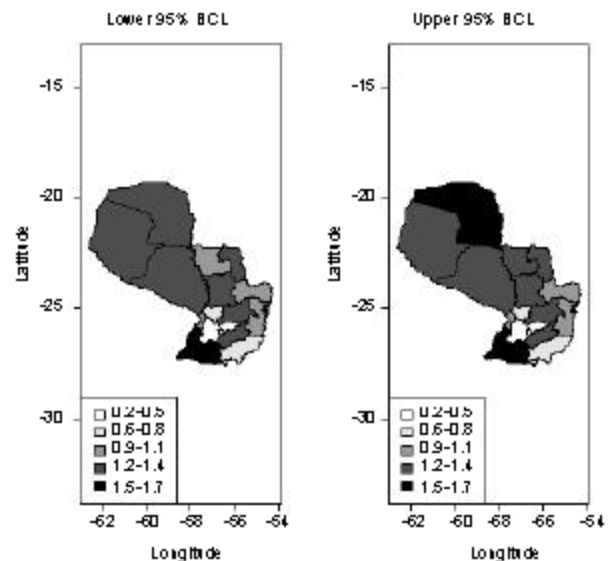 Lower 95% BCL
Latitude
-15
-20
-25
-30
0.2-0.5
0.6-0.8
0.9-1.1
1.2-1.4
1.5-1.7
-62 -60 -58 -56 -54
Longitude
Upper 95% BCL
Latitude
-15
-20
-25
-30
0.2-0.5
0.6-0.8
0.9-1.1
1.2-1.4
1.5-1.7
-62 -60 -58 -56 -54
Longitude